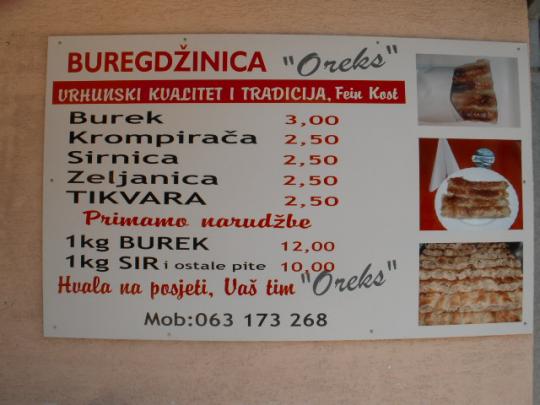 BUREGDŽINICA "Oreks"
VRHUNSKI KVALITET I TRADICIJA, Fein Kost
Burek 3,00
Krompirača 2,50
Sirnica 2,50
Zeljanica 2,50
TIKVARA 2,50
Primamo narudžbe
1kg BUREK 12,00
1kg SIR i ostale pite 10,00
Hvala na posjeti, Vaš tim "Oreks"
Mob:063 173 268